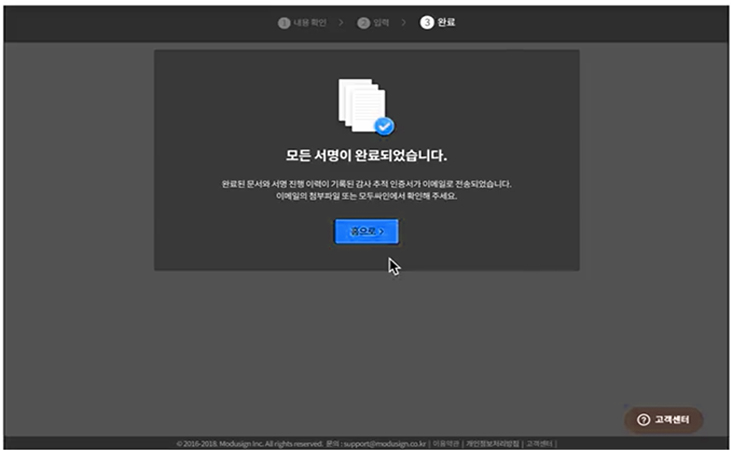 1 내용 확인 > 2 입력 > 3 완료
모든 서명이 완료되었습니다.
완료된 문서와 서명 진행 이력이 기록된 감사 추적 인증서가 이메일로 전송되었습니다.
이메일의 첨부파일 또는 모두싸인에서 확인해 주세요.
홈으로 >
? 고객센터
© 2016-2018. Modusign Inc. All rights reserved. 문의 : support@modusign.co.kr | 이용약관 | 개인정보처리방침 | 고객센터 |